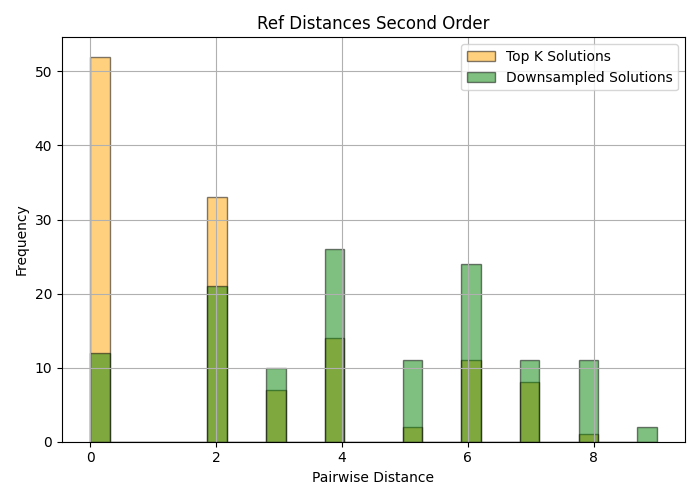 Ref Distances Second Order
Top K Solutions
Downsampled Solutions
Frequency
50
40
30
20
10
0
0 2 4 6 8
Pairwise Distance